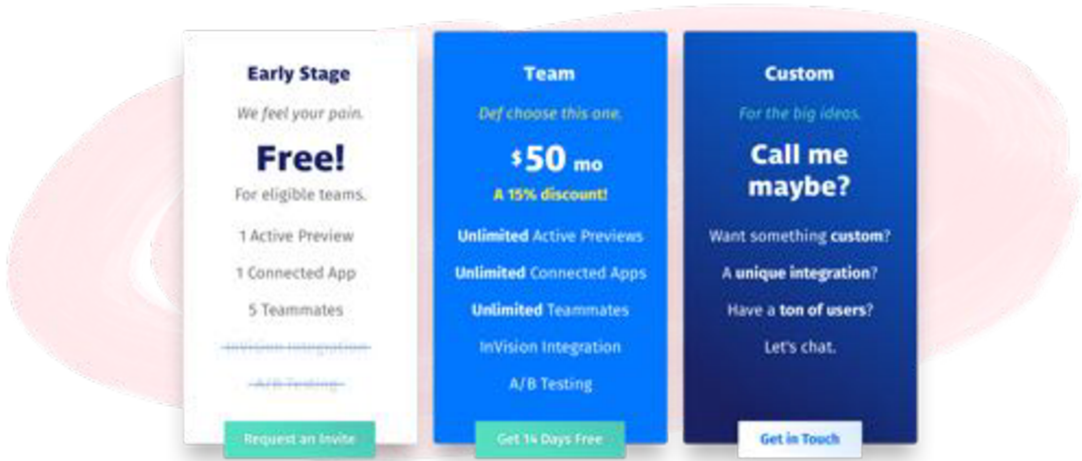 Early Stage
We feel your pain.
Free!
For eligible teams.
1 Active Preview
1 Connected App
5 Teammates
InVision Integration
A/B Testing
Request an Invite
Team
Def choose this one.
$50 mo
A 15% discount!
Unlimited Active Previews
Unlimited Connected Apps
Unlimited Teammates
InVision Integration
A/B Testing
Get 14 Days Free
Custom
For the big ideas.
Call me
maybe?
Want something custom?
A unique integration?
Have a ton of users?
Let's chat.
Get in Touch